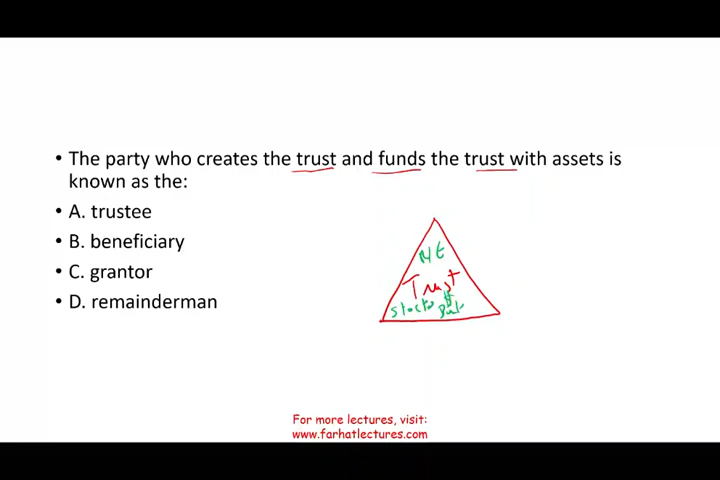 • The party who creates the trust and funds the trust with assets is
known as the:
• A. trustee
• B. beneficiary
• C. grantor
• D. remainderman
Trust
Stocks
For more lectures, visit:
www.farhatlectures.com